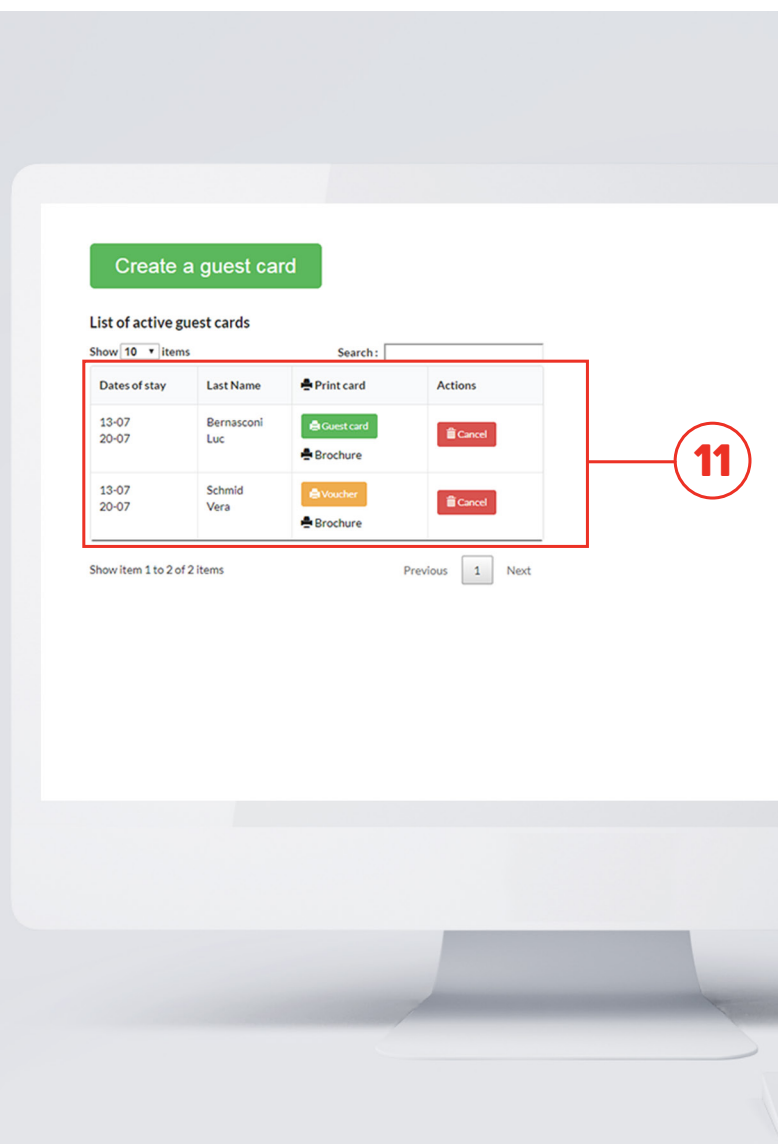 Create a guest card
List of active guest cards
Show 10 items Search :
Dates of stay Last Name Print card Actions
13-07 Bernasconi Guest card Cancel
20-07 Luc
Brochure
13-07 Schmid Voucher Cancel
20-07 Vera
Brochure
Show item 1 to 2 of 2 items Previous 1 Next
11